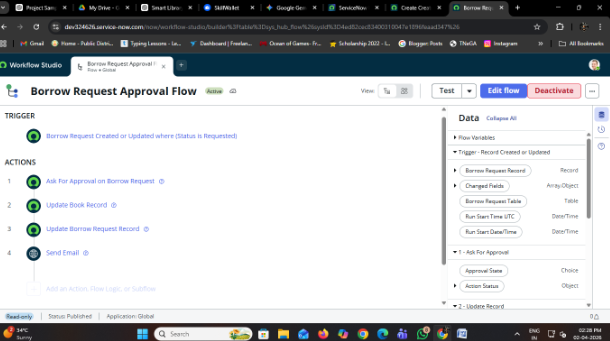 Project Sang
My Drive - G
Smart Libra
SkillWallet
Google Gen
ServiceNow
Create Crea
Borrow Req
dev324626.service-now.com/now/workflow-studio/builder
Gmail
Home - Public Distri...
Typing Lessons - Le...
Dashboard | Freelan...
Ocean of Games- Fr...
Scholarship 2022. - I...
Blogger: Posts
TNeGA
Instagram
All Bookmarks
Workflow Studio
Borrow Request Approval F
Flow • Global
Borrow Request Approval Flow
Active
View:
Test
Edit flow
Deactivate
TRIGGER
Borrow Request Created or Updated where (Status is Requested)
ACTIONS
1 Ask For Approval on Borrow Request
2 Update Book Record
3 Update Borrow Request Record
4 Send Email
Add an Action, Flow Logic, or Subflow
Data Collapse All
Flow Variables
Trigger - Record Created or Updated
Borrow Request Record Record
Changed Fields Array.Object
Borrow Request Table Table
Run Start Time UTC Date/Time
Run Start Date/Time Date/Time
1 - Ask For Approval
Approval State Choice
Action Status Object
2 - Update Record
Read-only
Status: Published
Application: Global
34°C
Sunny
Search
ENG
IN
02:28 PM
02-04-2026